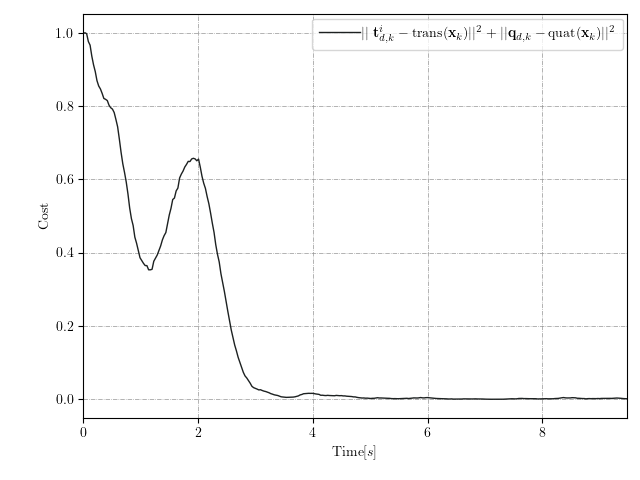 || t^i_{d,k} − trans(x_k)||² + ||q_{d,k} − quat(x_k)||²
1.0
0.8
0.6
0.4
0.2
0.0
Cost
0 2 4 6 8
Time[s]